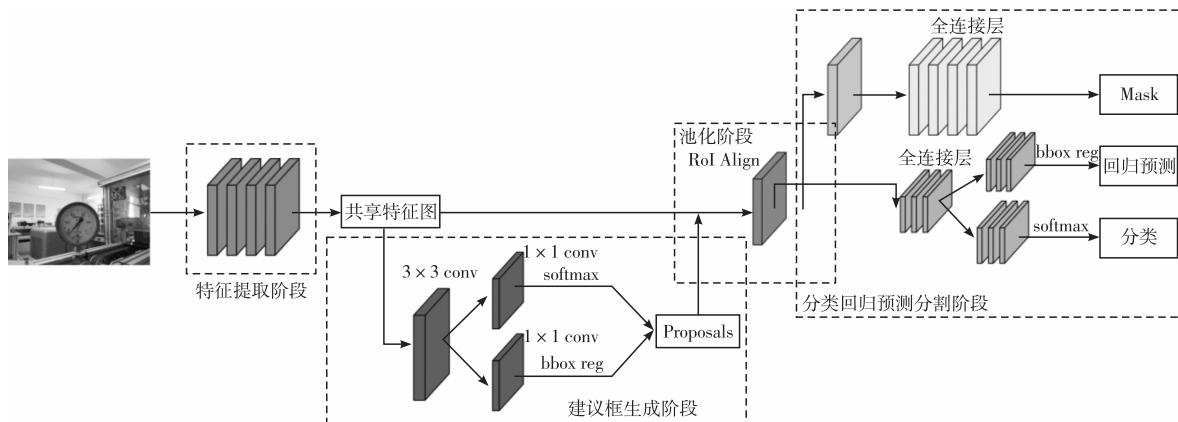 全连接层
Mask
池化阶段
RoI Align
全连接层
bbox reg
回归预测
共享特征图
softmax
分类
特征提取阶段
3 × 3 conv
1 × 1 conv
softmax
1 × 1 conv
bbox reg
Proposals
建议框生成阶段
分类回归预测分割阶段